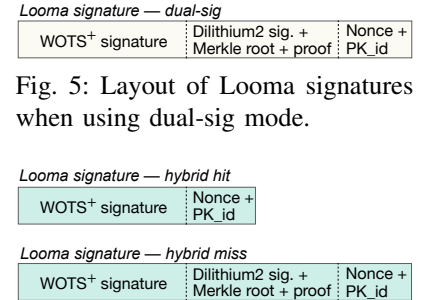 Looma signature — dual-sig
WOTS+ signature
Dilithium2 sig. +
Merkle root + proof
Nonce +
PK_id
Fig. 5: Layout of Looma signatures
when using dual-sig mode.
Looma signature — hybrid hit
WOTS+ signature
Nonce +
PK_id
Looma signature — hybrid miss
WOTS+ signature
Dilithium2 sig. +
Merkle root + proof
Nonce +
PK_id